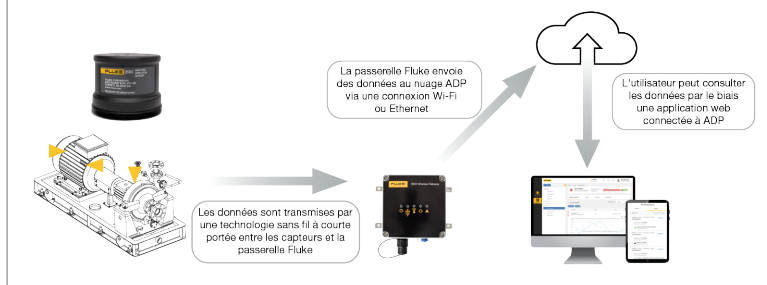 La passerelle Fluke envoie
des données au nuage ADP
via une connexion Wi-Fi
ou Ethernet
L'utilisateur peut consulter
les données par le biais
une application web
connectée à ADP
FLUKE
FLUKE
Les données sont transmises par
une technologie sans fil à courte
portée entre les capteurs et la
passerelle Fluke